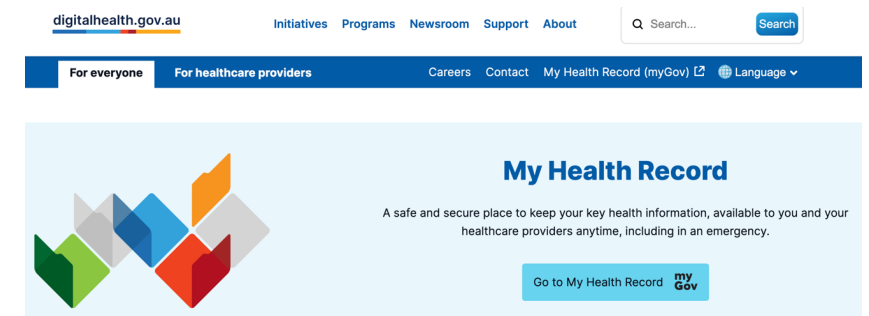 digitalhealth.gov.au
Initiatives Programs Newsroom Support About
Search... Search
For everyone For healthcare providers Careers Contact My Health Record (myGov) Language
My Health Record
A safe and secure place to keep your key health information, available to you and your
healthcare providers anytime, including in an emergency.
Go to My Health Record my
Gov